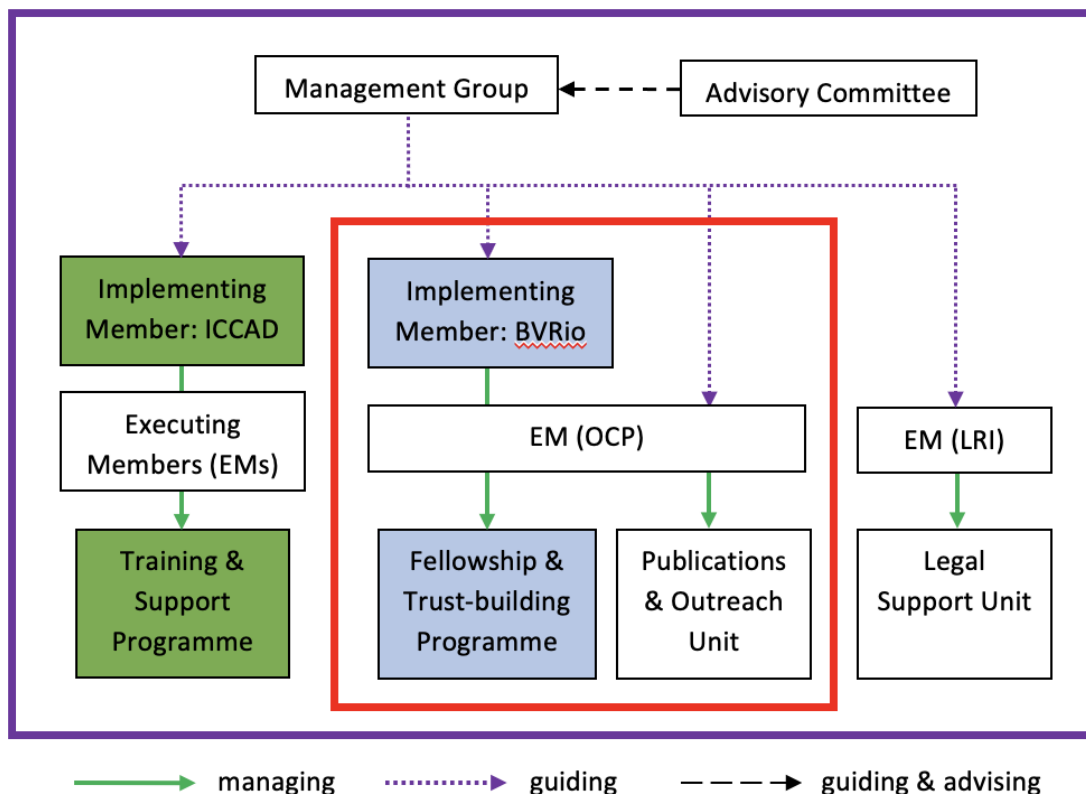 Management Group
Advisory Committee
Implementing
Member: ICCAD
Implementing
Member: BVRio
Executing
Members (EMs)
EM (OCP)
EM (LRI)
Training &
Support
Programme
Fellowship &
Trust-building
Programme
Publications
& Outreach
Unit
Legal
Support Unit
managing
guiding
guiding & advising